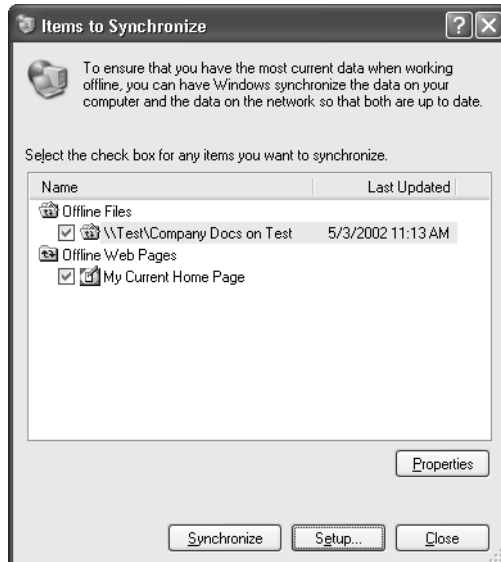 Items to Synchronize
To ensure that you have the most current data when working
offline, you can have Windows synchronize the data on your
computer and the data on the network so that both are up to date.
Select the check box for any items you want to synchronize.
Name Last Updated
Offline Files
\\Test\Company Docs on Test 5/3/2002 11:13 AM
Offline Web Pages
My Current Home Page
Properties
Synchronize Setup... Close